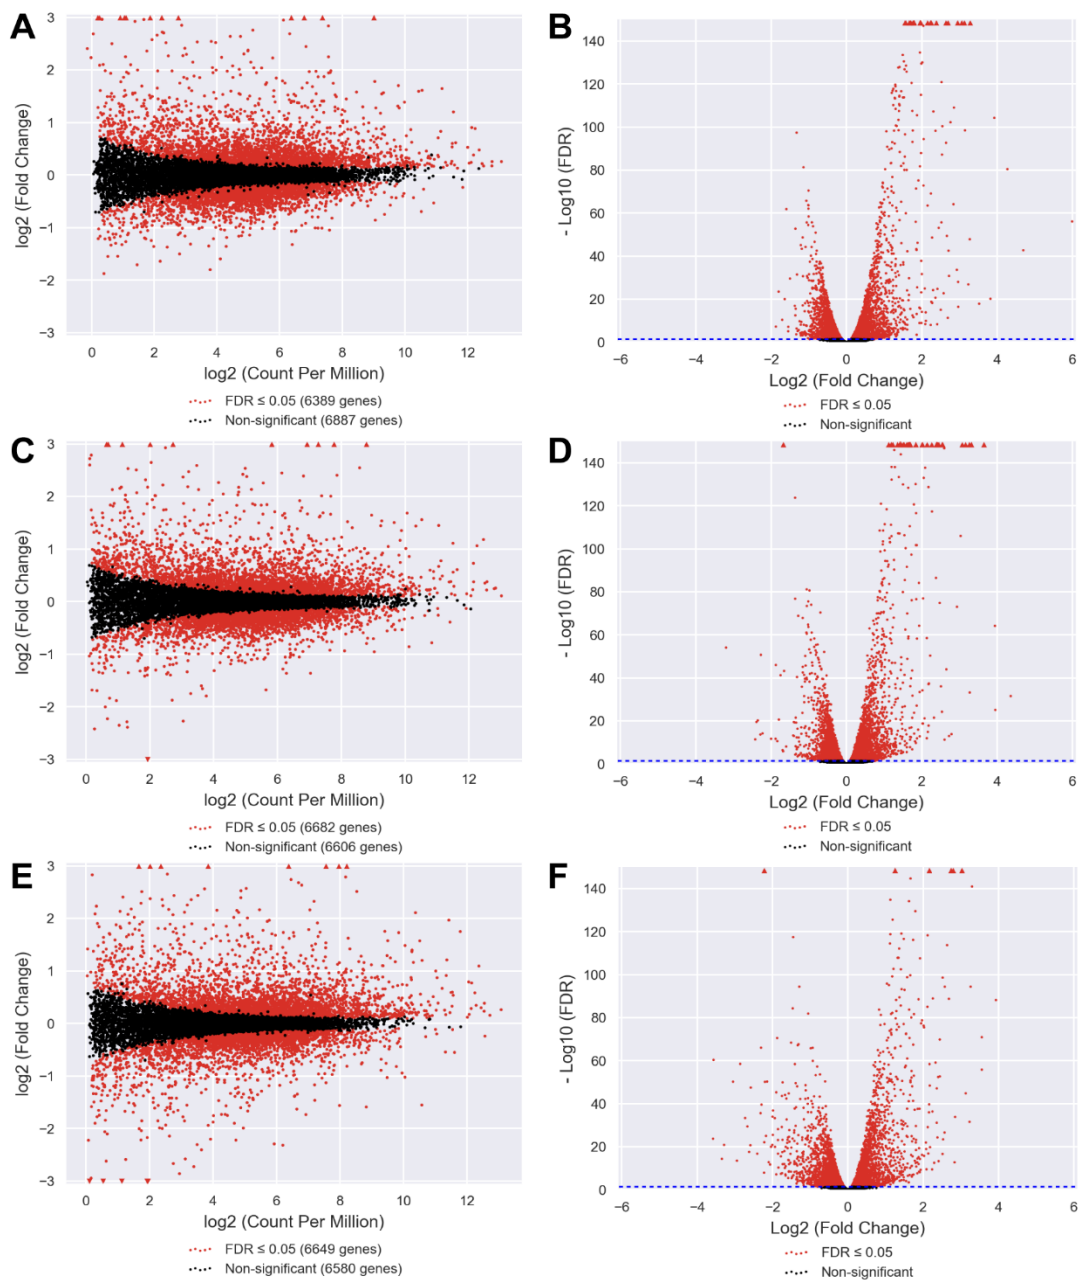 A
3
2
1
0
−1
−2
−3
log2 (Fold Change)
0 2 4 6 8 10 12
log2 (Count Per Million)
FDR ≤ 0.05 (6389 genes)
Non-significant (6887 genes)
B
140
120
100
80
60
40
20
0
- Log10 (FDR)
−6 −4 −2 0 2 4 6
Log2 (Fold Change)
FDR ≤ 0.05
Non-significant
C
3
2
1
0
−1
−2
−3
log2 (Fold Change)
0 2 4 6 8 10 12
log2 (Count Per Million)
FDR ≤ 0.05 (6682 genes)
Non-significant (6606 genes)
D
140
120
100
80
60
40
20
0
- Log10 (FDR)
−6 −4 −2 0 2 4 6
Log2 (Fold Change)
FDR ≤ 0.05
Non-significant
E
3
2
1
0
−1
−2
−3
log2 (Fold Change)
0 2 4 6 8 10 12
log2 (Count Per Million)
FDR ≤ 0.05 (6649 genes)
Non-significant (6580 genes)
F
140
120
100
80
60
40
20
0
- Log10 (FDR)
−6 −4 −2 0 2 4 6
Log2 (Fold Change)
FDR ≤ 0.05
Non-significant